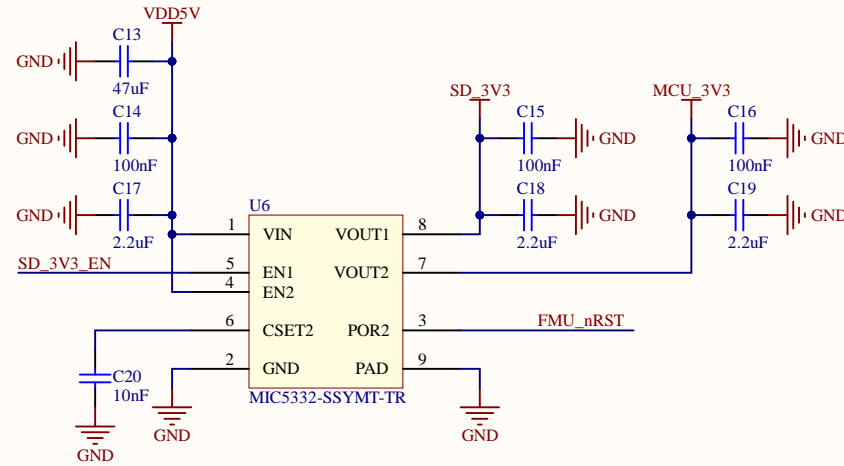 VDD5V
C13
GND
47uF
C14
GND
100nF
C17
GND
2.2uF
SD_3V3
C15
GND
100nF
C18
GND
2.2uF
MCU_3V3
C16
GND
100nF
C19
GND
2.2uF
U6
1 VIN VOUT1 8
SD_3V3_EN 5 EN1 VOUT2 7
4 EN2
6 CSET2 POR2 3 FMU_nRST
2 GND PAD 9
MIC5332-SSYMT-TR
C20
10nF
GND
GND
GND